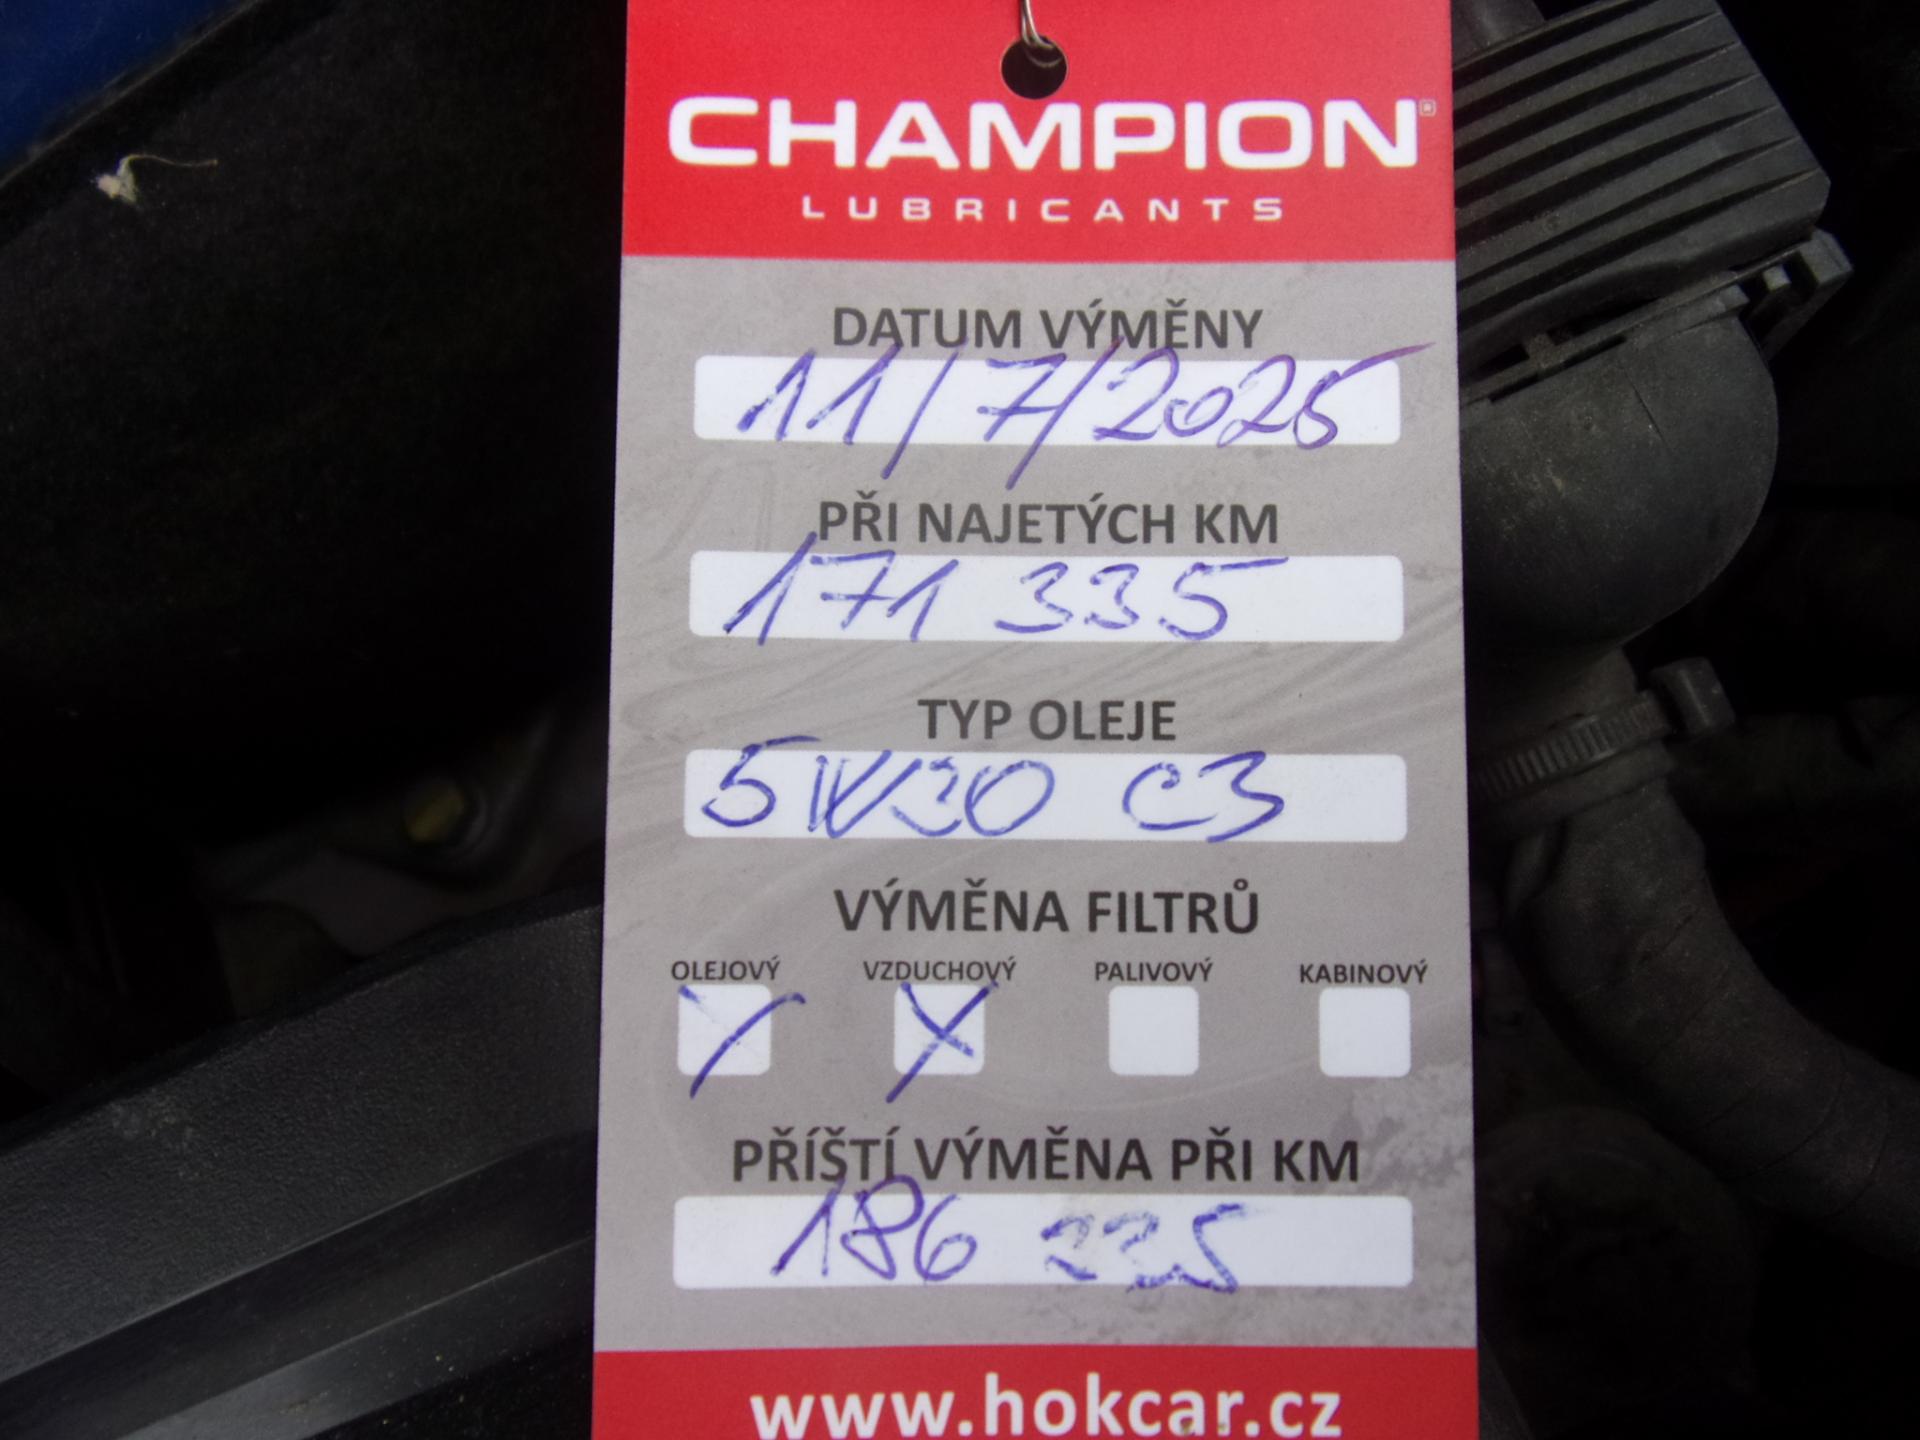 CHAMPION®
LUBRICANTS
DATUM VÝMĚNY
11/7/2025
PŘI NAJETÝCH KM
171 335
TYP OLEJE
5W30 C3
VÝMĚNA FILTRŮ
OLEJOVÝ VZDUCHOVÝ PALIVOVÝ KABINOVÝ
X X
PŘÍŠTÍ VÝMĚNA PŘI KM
186 335
www.hokcar.cz